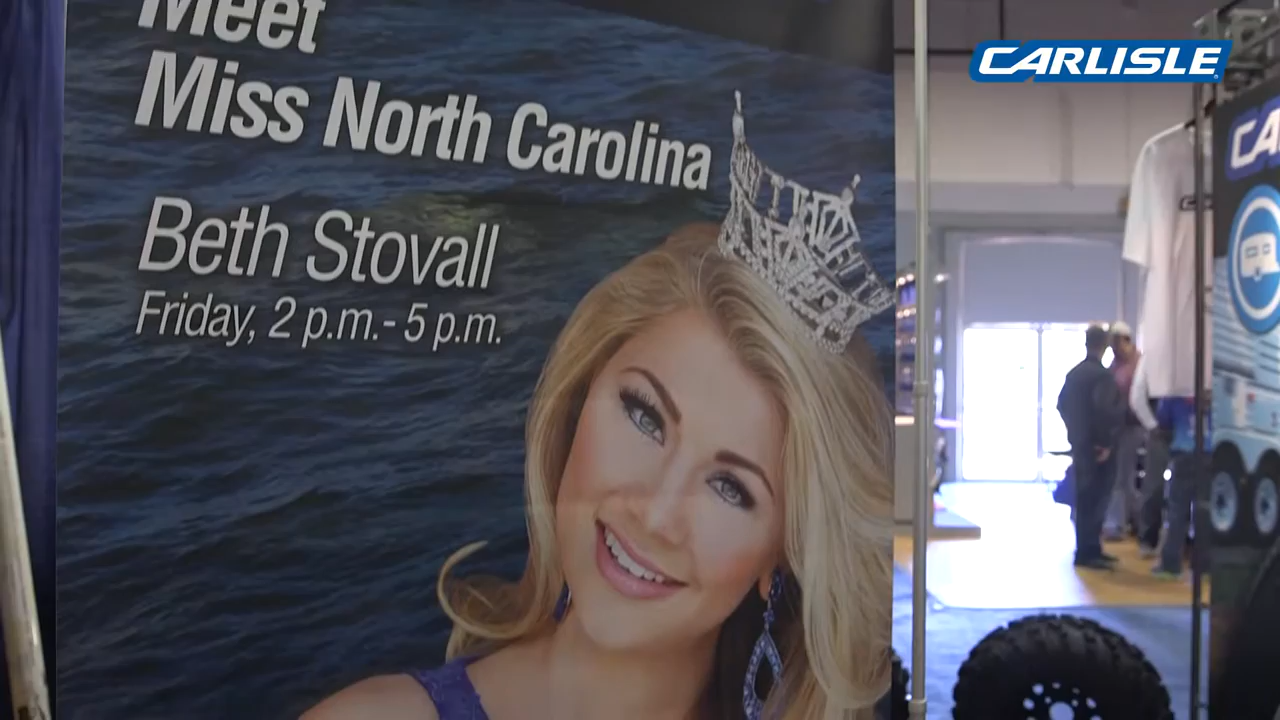 Meet
Miss North Carolina
Beth Stovall
Friday, 2 p.m. - 5 p.m.
CARLISLE